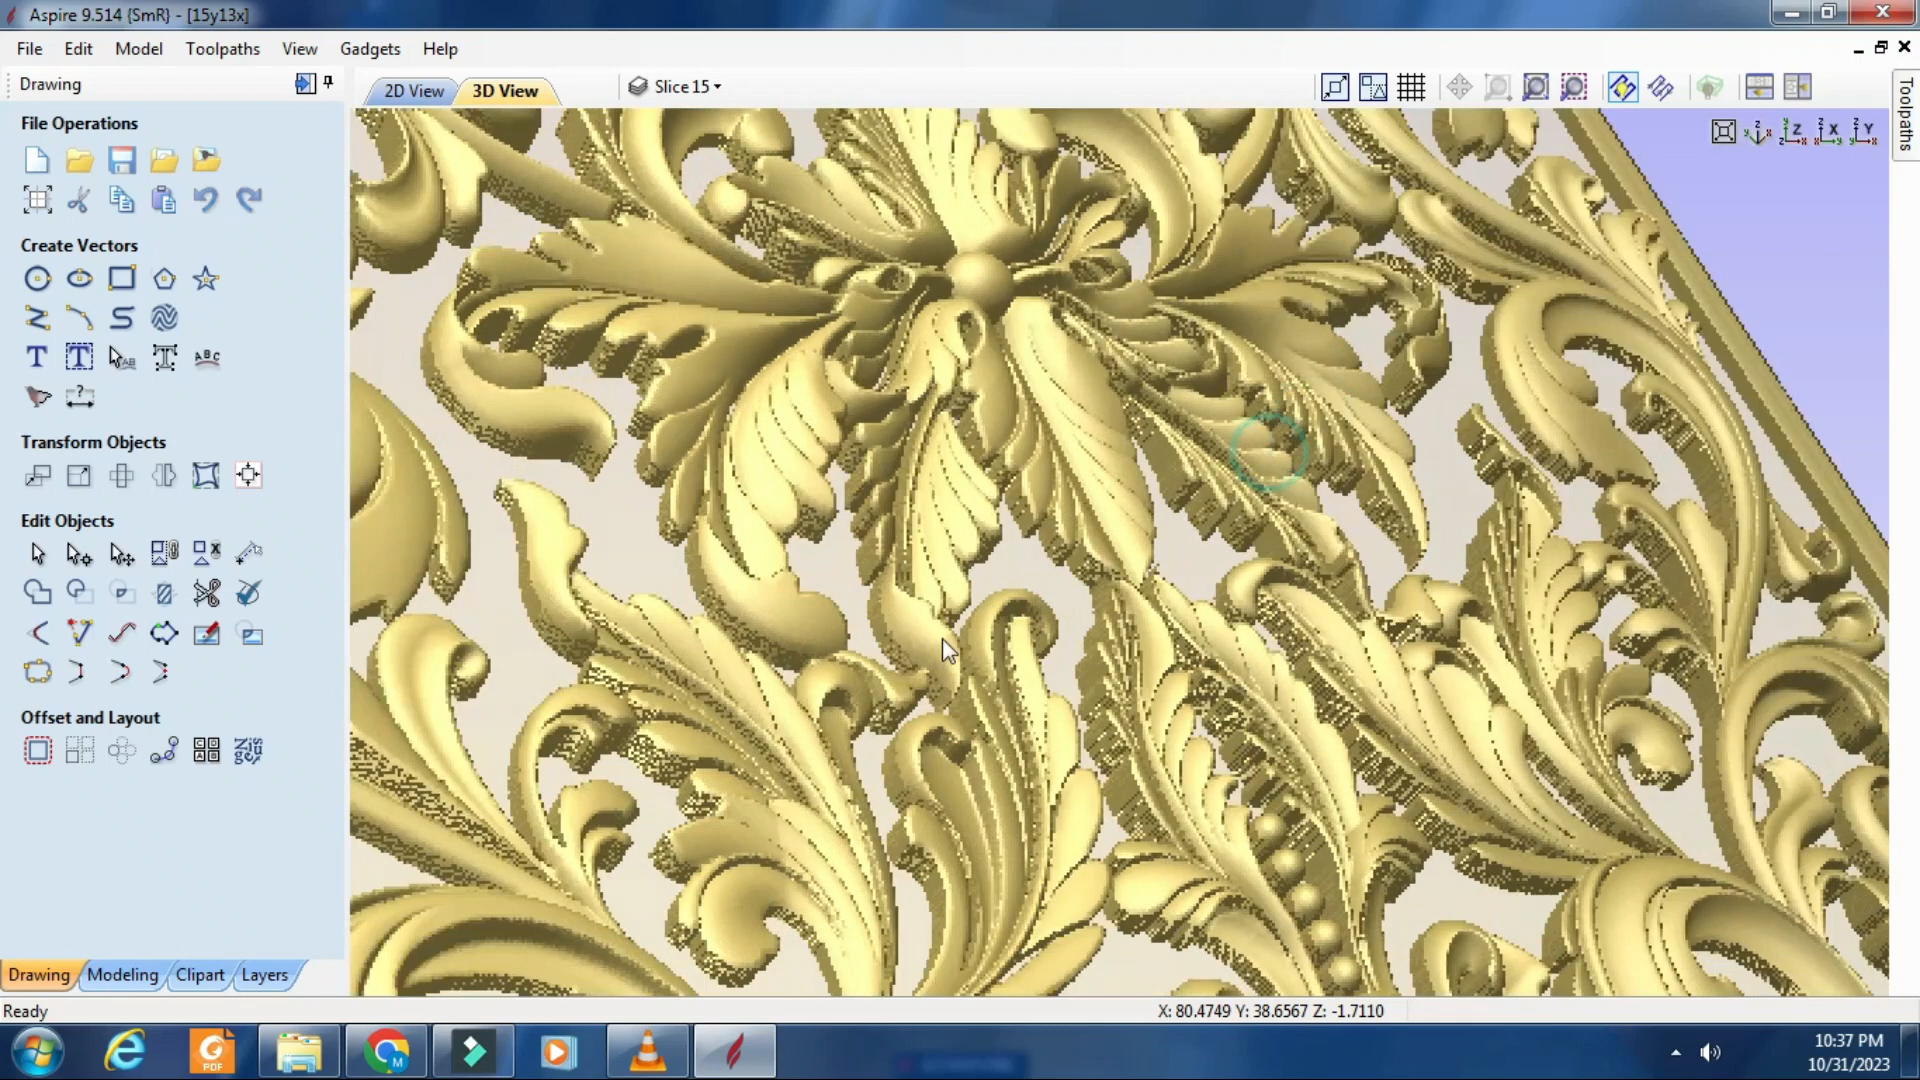 Aspire 9.514 {SmR} - [15y13x]
File Edit Model Toolpaths View Gadgets Help
Drawing
2D View 3D View Slice 15
Toolpaths
File Operations
Create Vectors
Transform Objects
Edit Objects
Offset and Layout
Drawing Modeling Clipart Layers
Ready
X: 80.4749 Y: 38.6567 Z: -1.7110
PDF
M
10:37 PM
10/31/2023